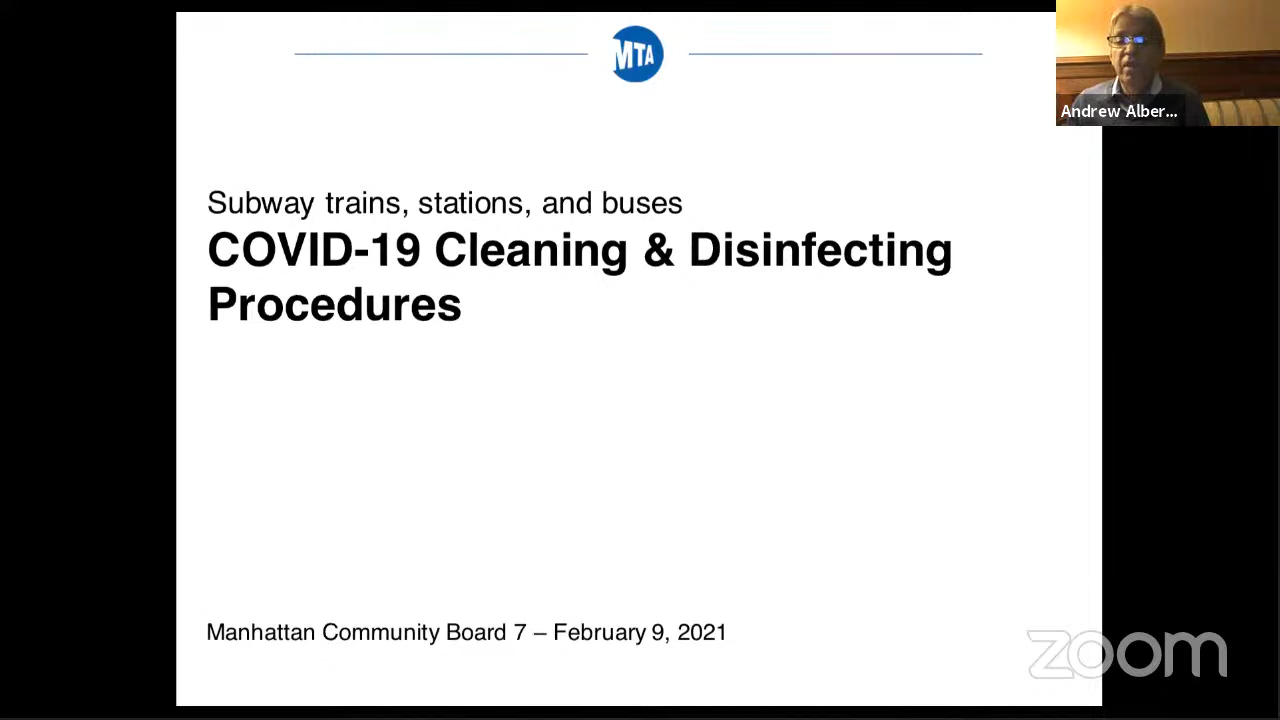 MTA
Andrew Alber...
Subway trains, stations, and buses
COVID-19 Cleaning & Disinfecting
Procedures
Manhattan Community Board 7 – February 9, 2021
zoom